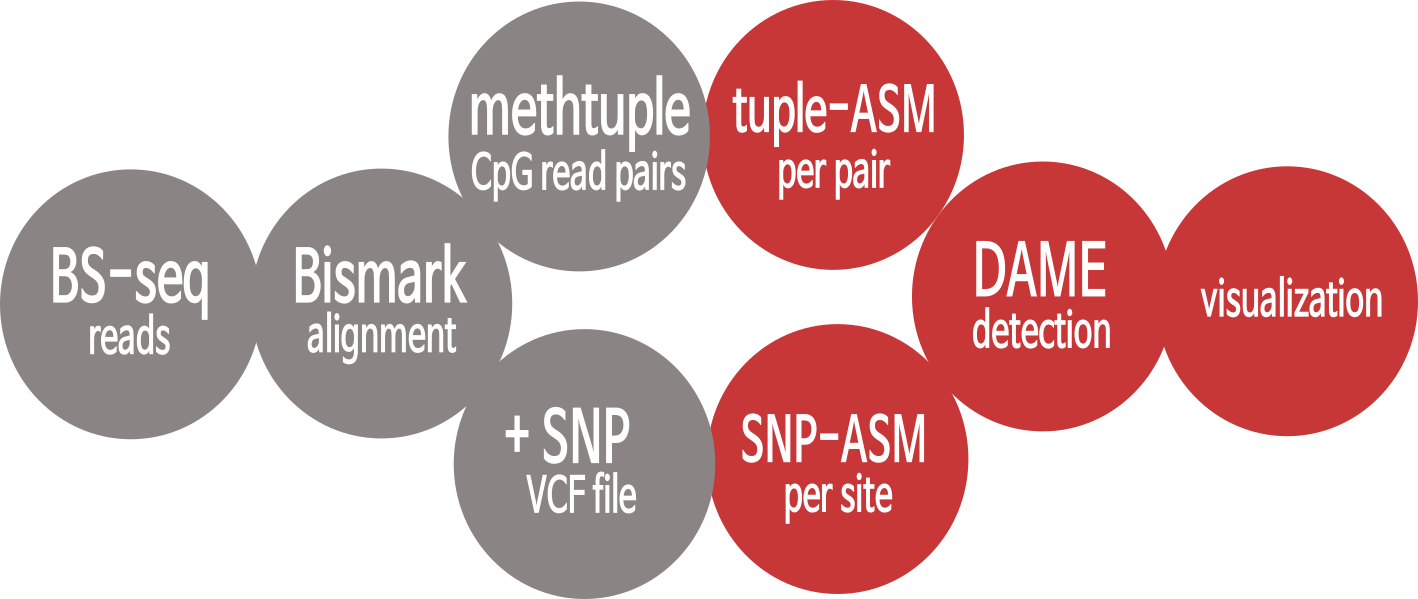 BS-seq
reads
Bismark
alignment
methtuple
CpG read pairs
+ SNP
VCF file
tuple-ASM
per pair
SNP-ASM
per site
DAME
detection
visualization